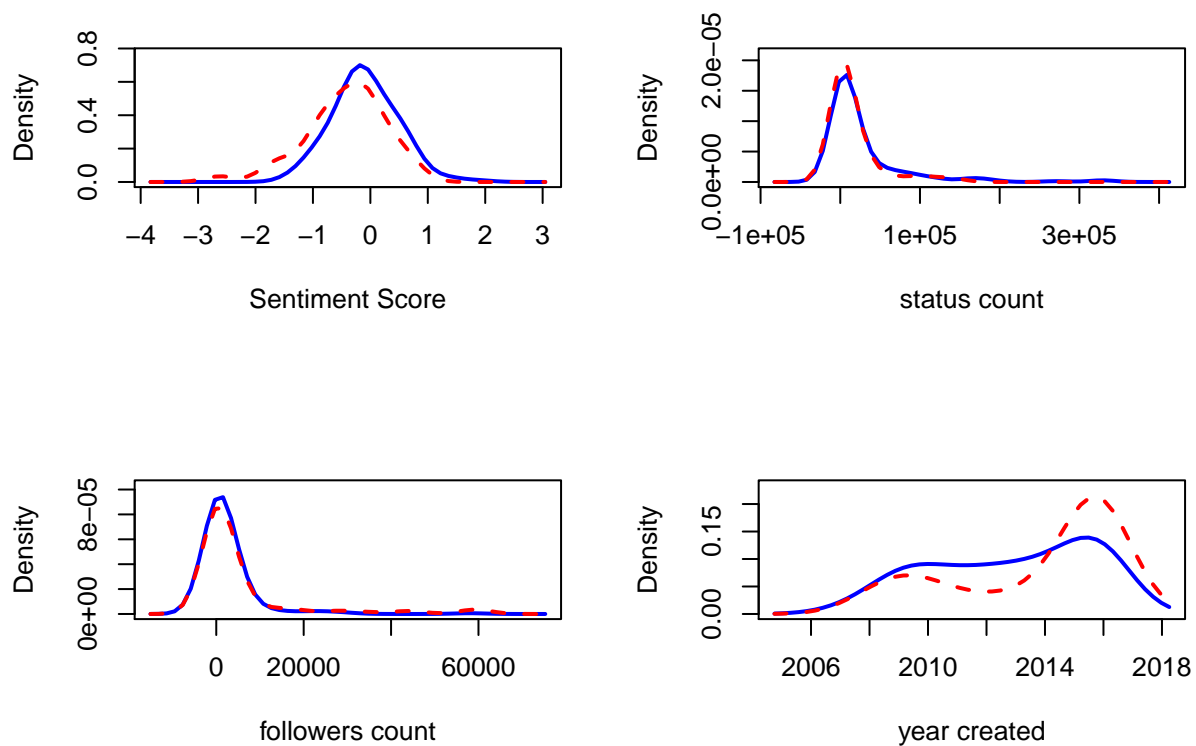 Density
0.0 0.4 0.8
−4 −3 −2 −1 0 1 2 3
Sentiment Score
Density
0.0e+00 2.0e−05
−1e+05 1e+05 3e+05
status count
Density
0e+00 8e−05
0 20000 60000
followers count
Density
0.00 0.15
2006 2010 2014 2018
year created